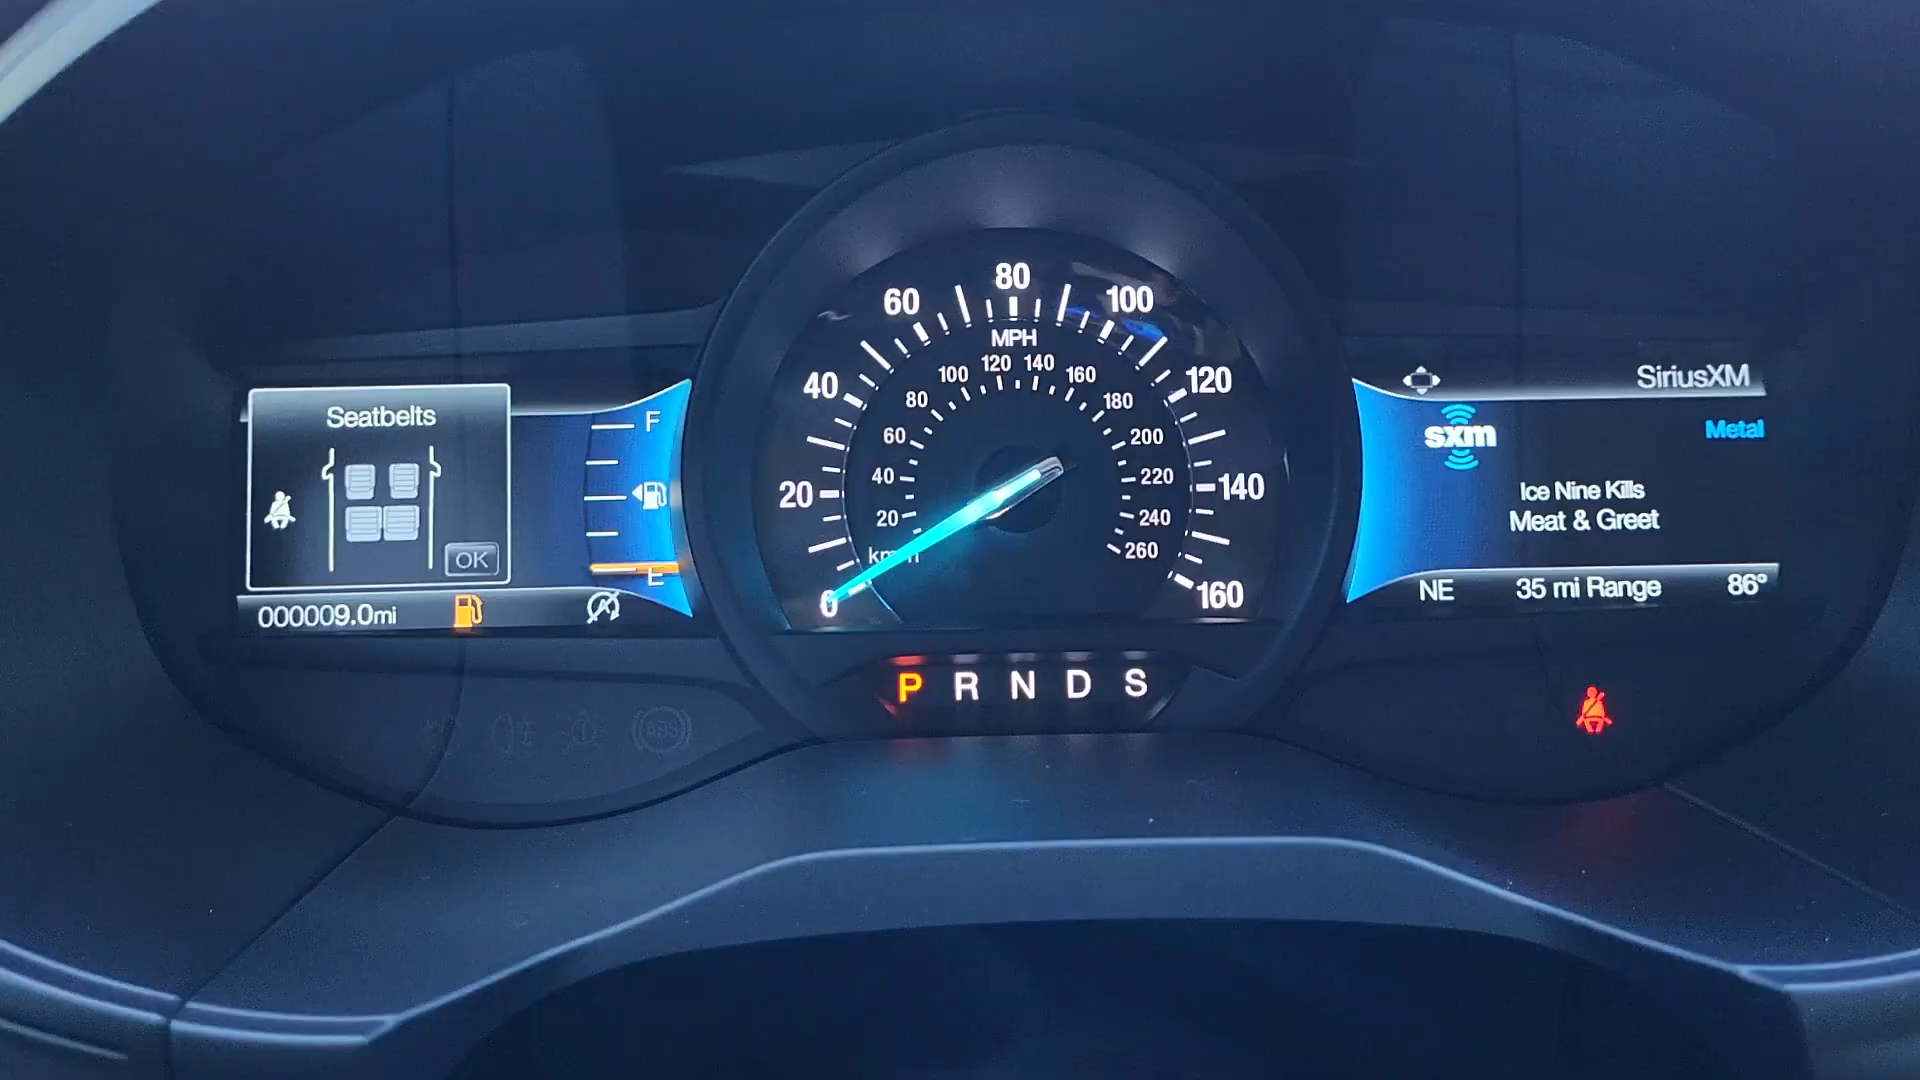 Seatbelts
OK
000009.0mi
F
E
0
20
40
60
80
100
120
140
160
MPH
20
40
60
80
100
120
140
160
180
200
220
240
260
P R N D S
SiriusXM
sxm
Metal
Ice Nine Kills
Meat & Greet
NE 35 mi Range 86°
ABS